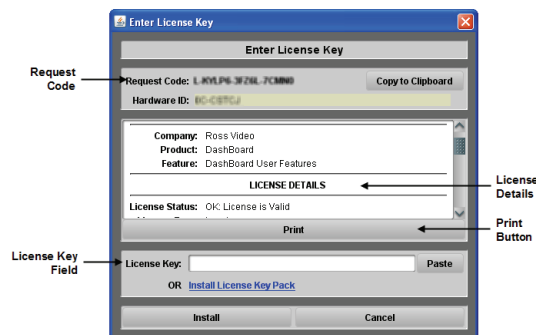 Enter License Key
Enter License Key
Request Code
Request Code:
Copy to Clipboard
Hardware ID:
Company: Ross Video
Product: DashBoard
Feature: DashBoard User Features
LICENSE DETAILS
License Details
License Status: OK: License is Valid
Print
Print Button
License Key Field
License Key:
Paste
OR Install License Key Pack
Install
Cancel